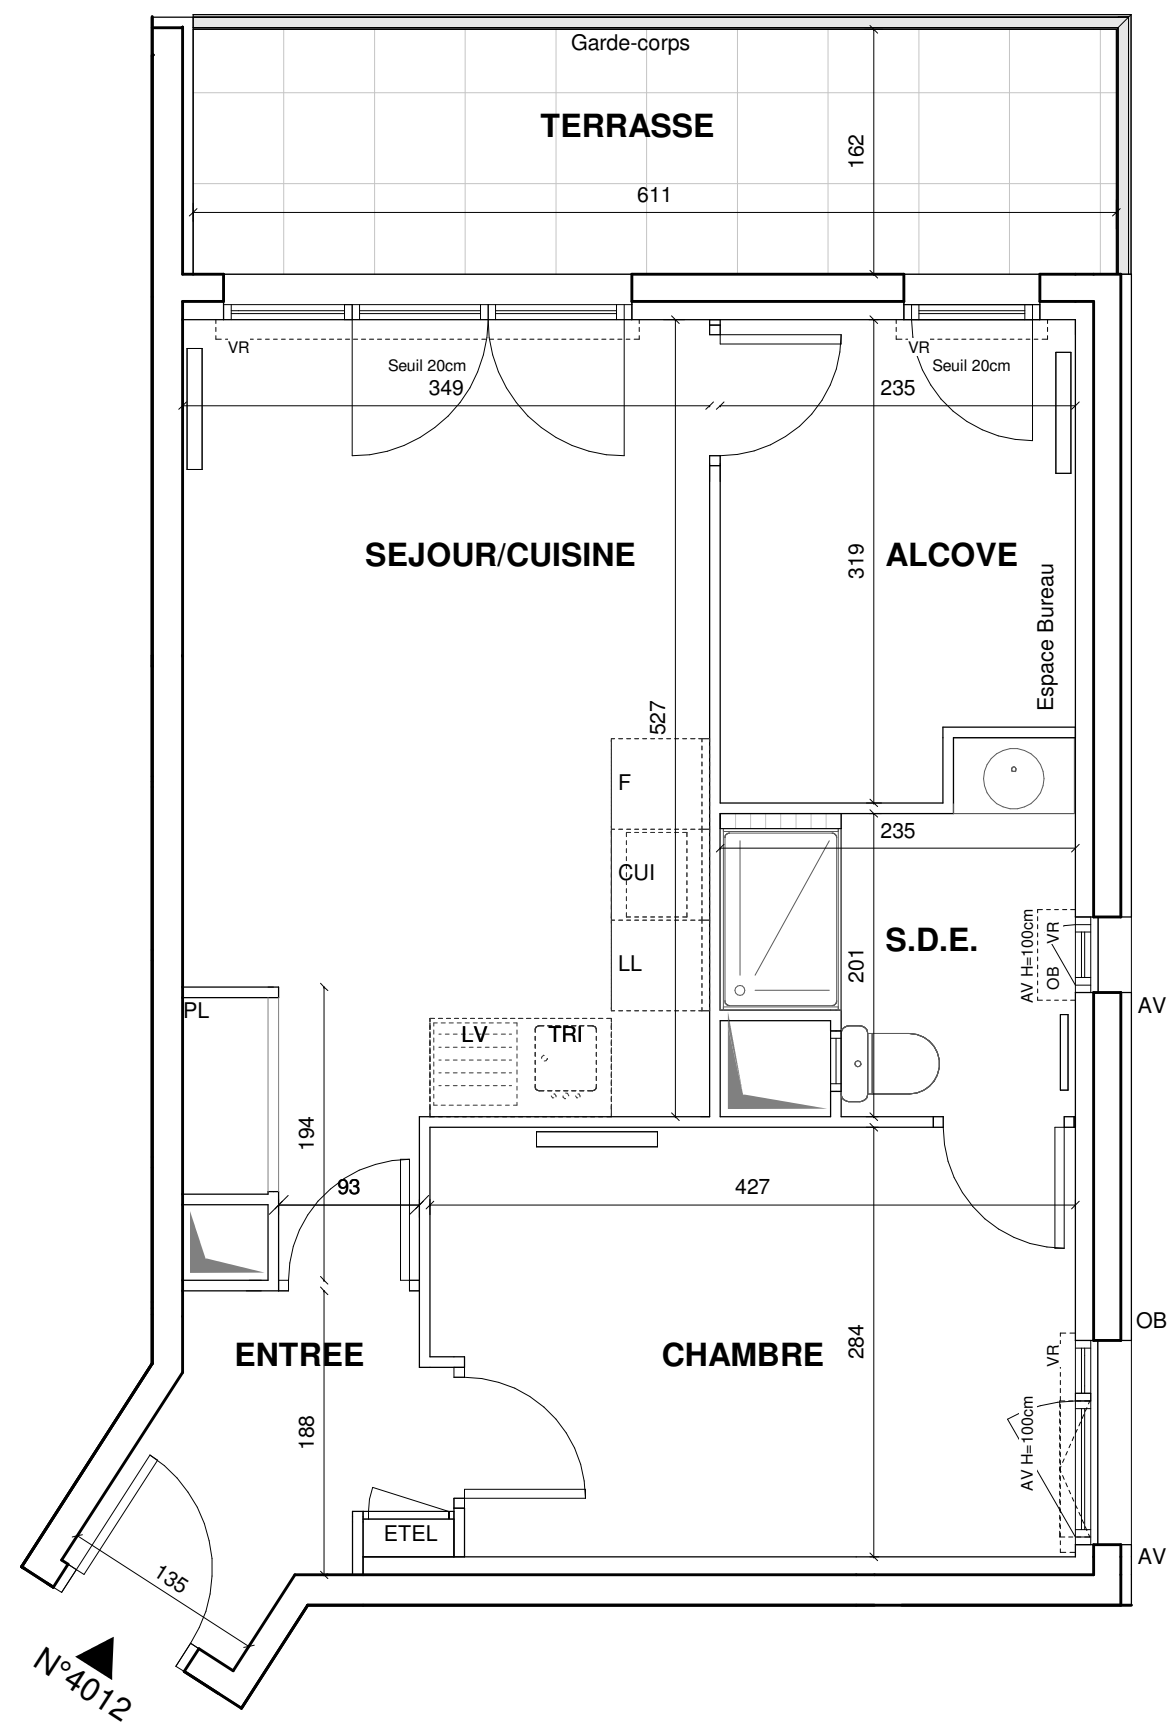 Garde-corps
TERRASSE
162
611
VR
Seuil 20cm
349
VR
Seuil 20cm
235
SEJOUR/CUISINE
319
ALCOVE
Espace Bureau
527
F
235
CUI
LL
S.D.E.
201
AV H=100cm
OB
VR
AV
PL
LV
TRI
194
93
427
ENTREE
CHAMBRE
284
OB
VR
AV H=100cm
188
ETEL
AV
135
N°4012